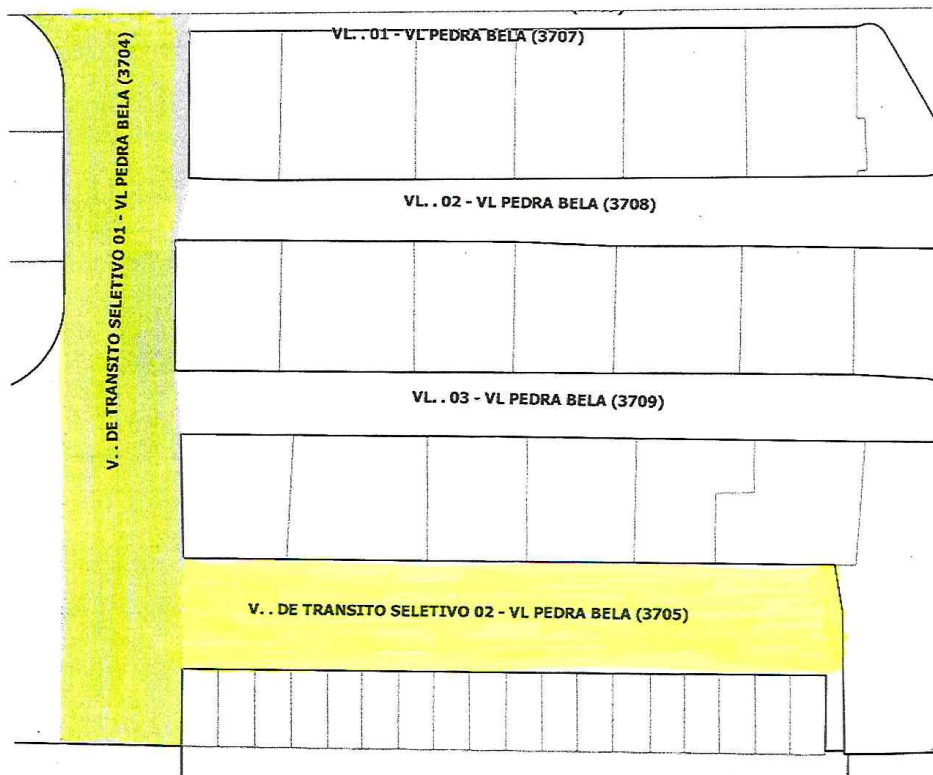 VL. . 01 - VL PEDRA BELA (3707)
V. . DE TRANSITO SELETIVO 01 - VL PEDRA BELA (3704)
VL. . 02 - VL PEDRA BELA (3708)
VL. . 03 - VL PEDRA BELA (3709)
V. . DE TRANSITO SELETIVO 02 - VL PEDRA BELA (3705)